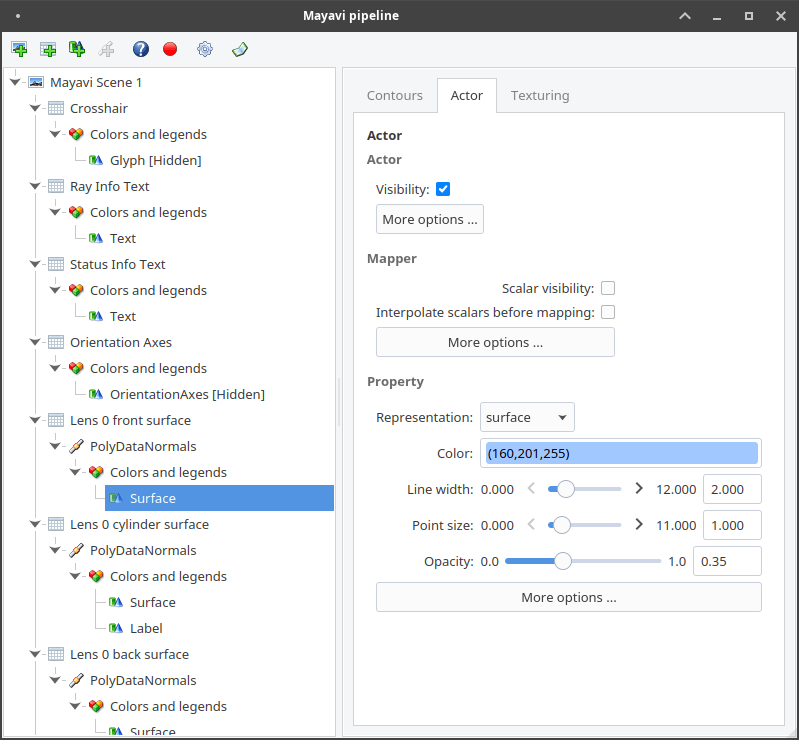 Mayavi pipeline
Mayavi Scene 1
Crosshair
Colors and legends
Glyph [Hidden]
Ray Info Text
Colors and legends
Text
Status Info Text
Colors and legends
Text
Orientation Axes
Colors and legends
OrientationAxes [Hidden]
Lens 0 front surface
PolyDataNormals
Colors and legends
Surface
Lens 0 cylinder surface
PolyDataNormals
Colors and legends
Surface
Label
Lens 0 back surface
PolyDataNormals
Colors and legends
Surface
Contours Actor Texturing
Actor
Actor
Visibility:
More options ...
Mapper
Scalar visibility:
Interpolate scalars before mapping:
More options ...
Property
Representation: surface
Color: (160,201,255)
Line width: 0.000 12.000 2.000
Point size: 0.000 11.000 1.000
Opacity: 0.0 1.0 0.35
More options ...